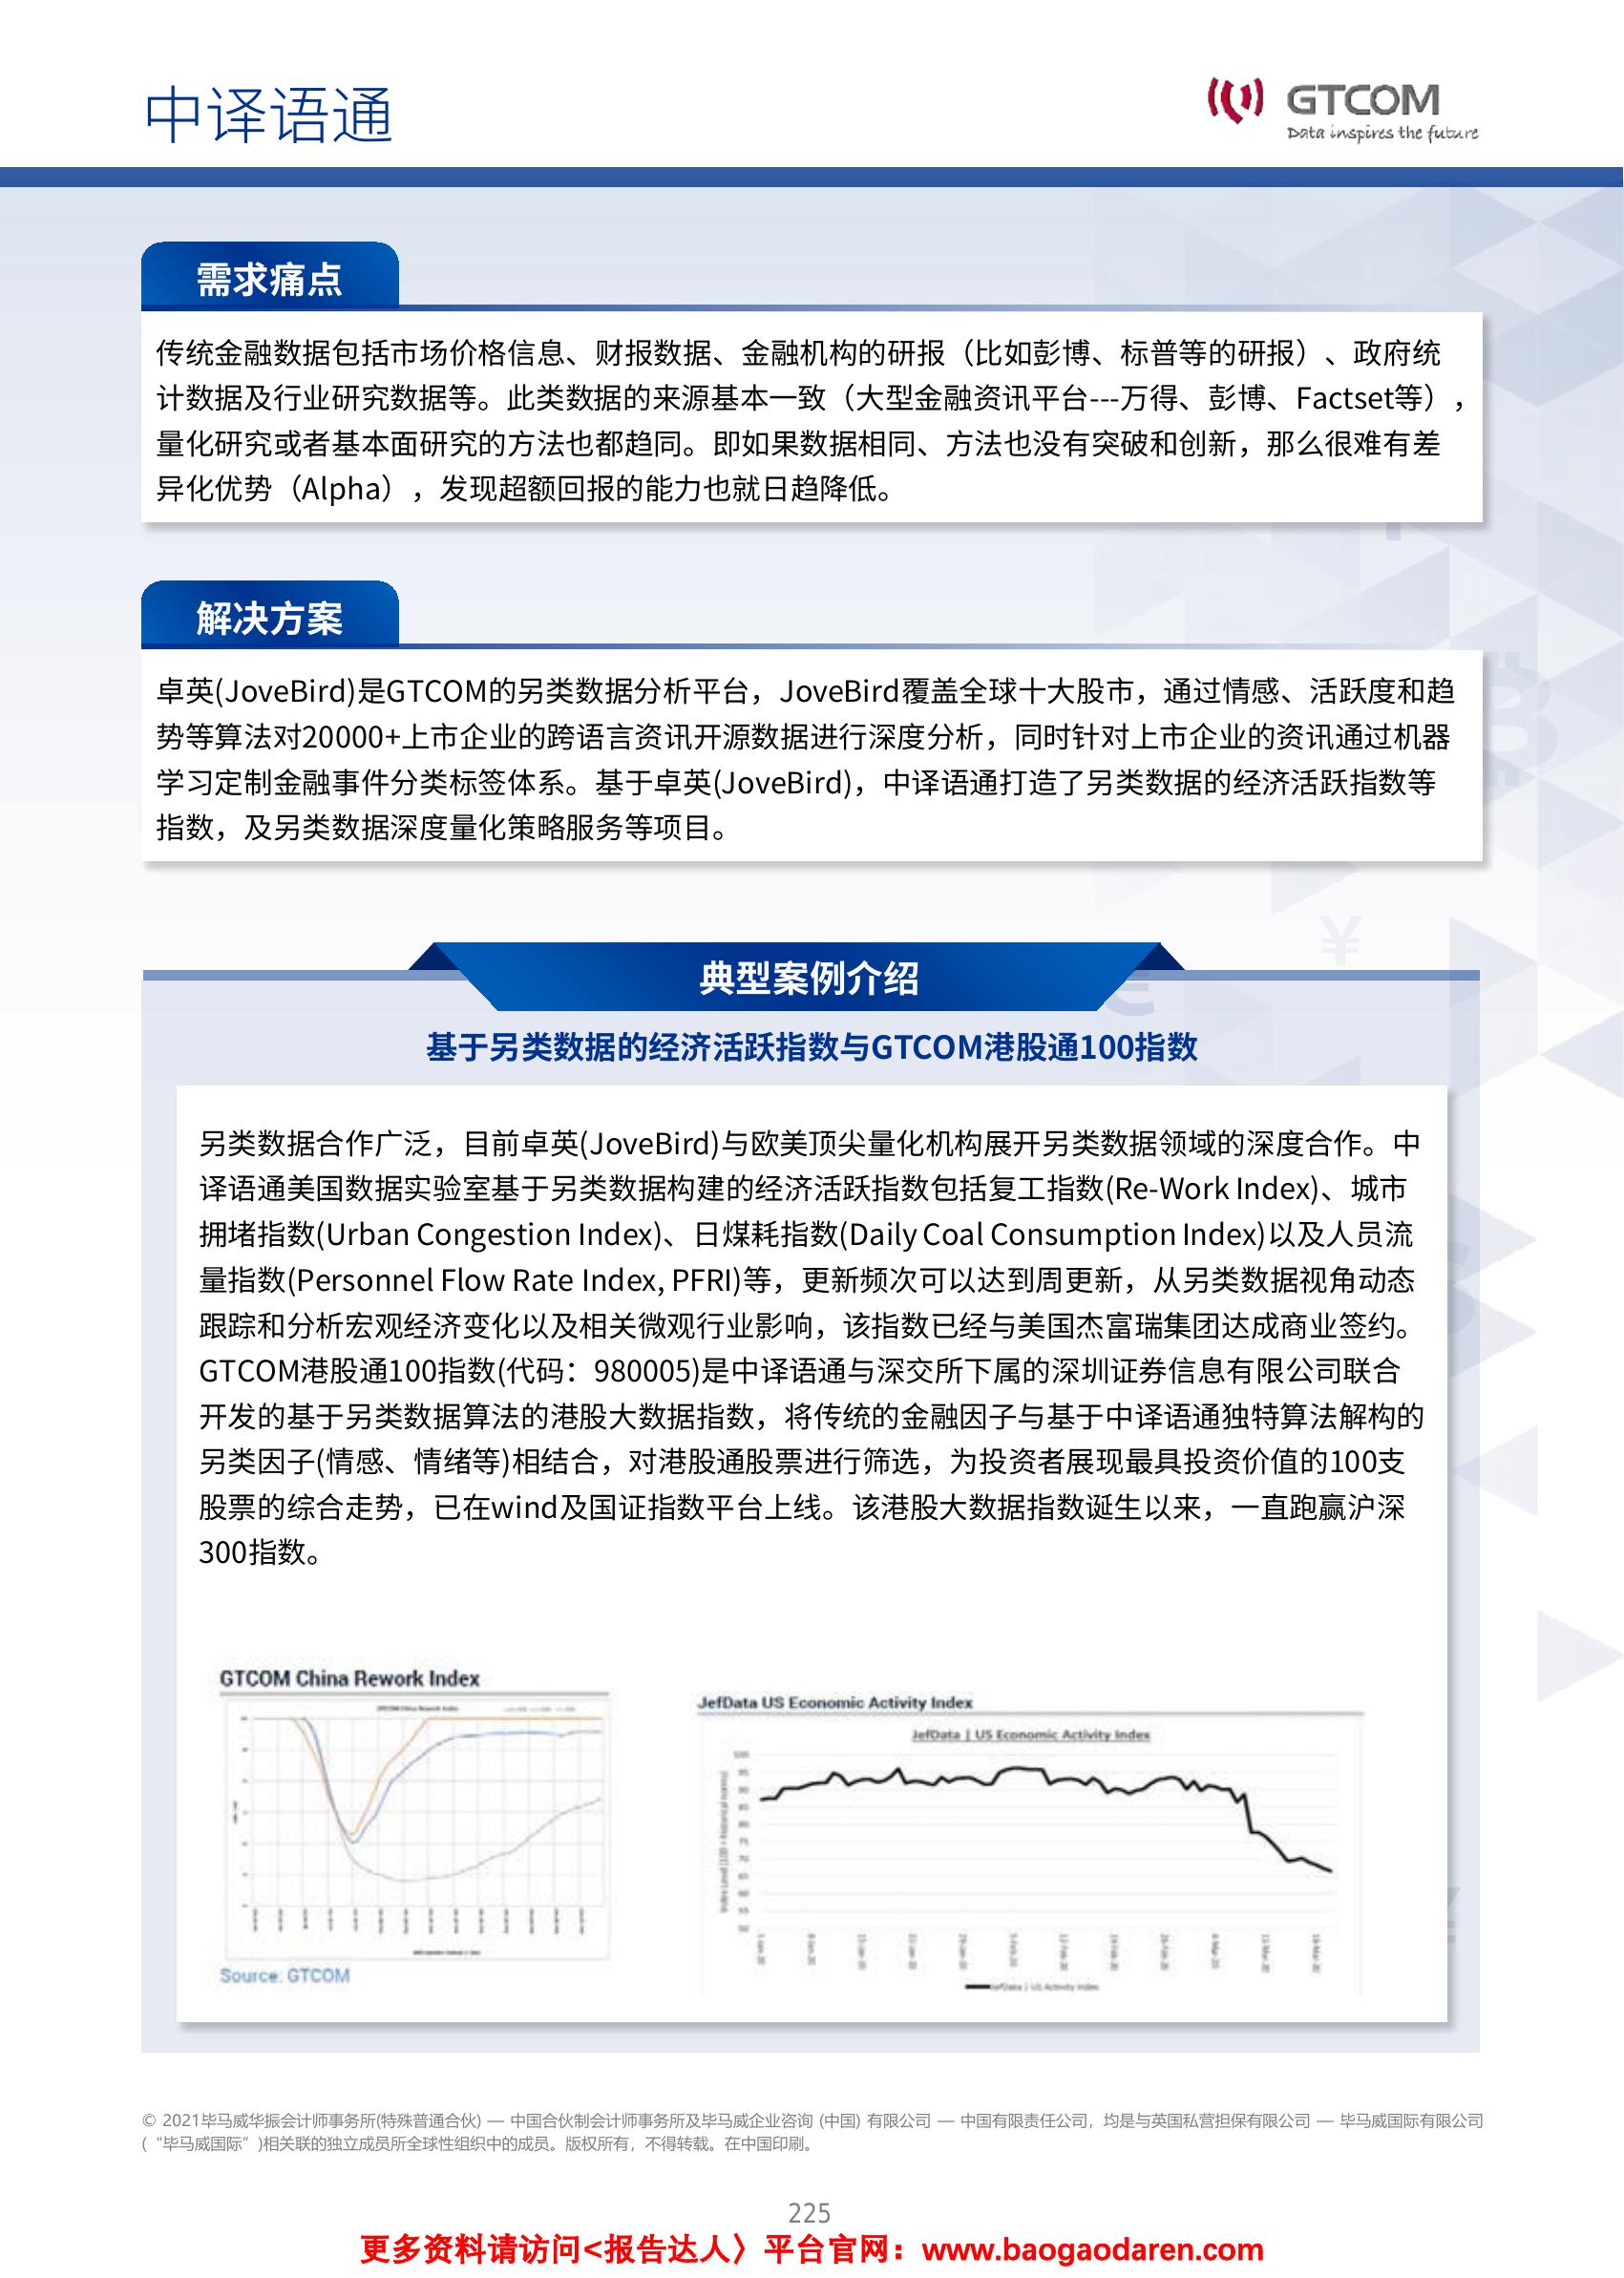 中译语通
GTCOM
Data inspires the future
需求痛点
传统金融数据包括市场价格信息、财报数据、金融机构的研报（比如彭博、标普等的研报）、政府统
计数据及行业研究数据等。此类数据的来源基本一致（大型金融资讯平台---万得、彭博、Factset等），
量化研究或者基本面研究的方法也都趋同。即如果数据相同、方法也没有突破和创新，那么很难有差
异化优势（Alpha），发现超额回报的能力也就日趋降低。
解决方案
卓英(JoveBird)是GTCOM的另类数据分析平台，JoveBird覆盖全球十大股市，通过情感、活跃度和趋
势等算法对20000+上市企业的跨语言资讯开源数据进行深度分析，同时针对上市企业的资讯通过机器
学习定制金融事件分类标签体系。基于卓英(JoveBird)，中译语通打造了另类数据的经济活跃指数等
指数，及另类数据深度量化策略服务等项目。
典型案例介绍
基于另类数据的经济活跃指数与GTCOM港股通100指数
另类数据合作广泛，目前卓英(JoveBird)与欧美顶尖量化机构展开另类数据领域的深度合作。中
译语通美国数据实验室基于另类数据构建的经济活跃指数包括复工指数(Re-Work Index)、城市
拥堵指数(Urban Congestion Index)、日煤耗指数(Daily Coal Consumption Index)以及人员流
量指数(Personnel Flow Rate Index, PFRI)等，更新频次可以达到周更新，从另类数据视角动态
跟踪和分析宏观经济变化以及相关微观行业影响，该指数已经与美国杰富瑞集团达成商业签约。
GTCOM港股通100指数(代码：980005)是中译语通与深交所下属的深圳证券信息有限公司联合
开发的基于另类数据算法的港股大数据指数，将传统的金融因子与基于中译语通独特算法解构的
另类因子(情感、情绪等)相结合，对港股通股票进行筛选，为投资者展现最具投资价值的100支
股票的综合走势，已在wind及国证指数平台上线。该港股大数据指数诞生以来，一直跑赢沪深
300指数。
GTCOM China Rework Index
Source: GTCOM
JefData US Economic Activity Index
JefData | US Economic Activity Index
100
95
90
85
80
75
70
65
60
55
50
JefData | US Activity Index
© 2021毕马威华振会计师事务所(特殊普通合伙) — 中国合伙制会计师事务所及毕马威企业咨询 (中国) 有限公司 — 中国有限责任公司，均是与英国私营担保有限公司 — 毕马威国际有限公司
(“毕马威国际”)相关联的独立成员所全球性组织中的成员。版权所有，不得转载。在中国印刷。
225
更多资料请访问<报告达人〉平台官网：www.baogaodaren.com